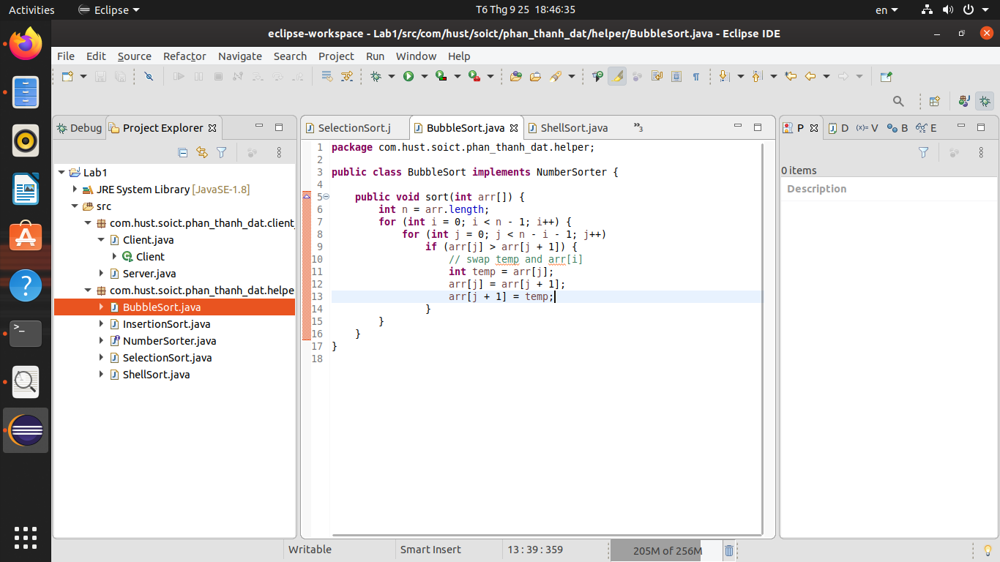 Activities Eclipse T6 Thg 9 25 18:46:35 en
eclipse-workspace - Lab1/src/com/hust/soict/phan_thanh_dat/helper/BubbleSort.java - Eclipse IDE
File Edit Source Refactor Navigate Search Project Run Window Help
Debug Project Explorer
Lab1
JRE System Library [JavaSE-1.8]
src
com.hust.soict.phan_thanh_dat.client_
Client.java
Client
Server.java
com.hust.soict.phan_thanh_dat.helpe
BubbleSort.java
InsertionSort.java
NumberSorter.java
SelectionSort.java
ShellSort.java
SelectionSort.j BubbleSort.java ShellSort.java »3
1 package com.hust.soict.phan_thanh_dat.helper;
2
3 public class BubbleSort implements NumberSorter {
4
5 public void sort(int arr[]) {
6 int n = arr.length;
7 for (int i = 0; i < n - 1; i++) {
8 for (int j = 0; j < n - i - 1; j++)
9 if (arr[j] > arr[j + 1]) {
10 // swap temp and arr[i]
11 int temp = arr[j];
12 arr[j] = arr[j + 1];
13 arr[j + 1] = temp;
14 }
15 }
16 }
17 }
18
P D (x)= V B E
0 items
Description
Writable Smart Insert 13 : 39 : 359 205M of 256M